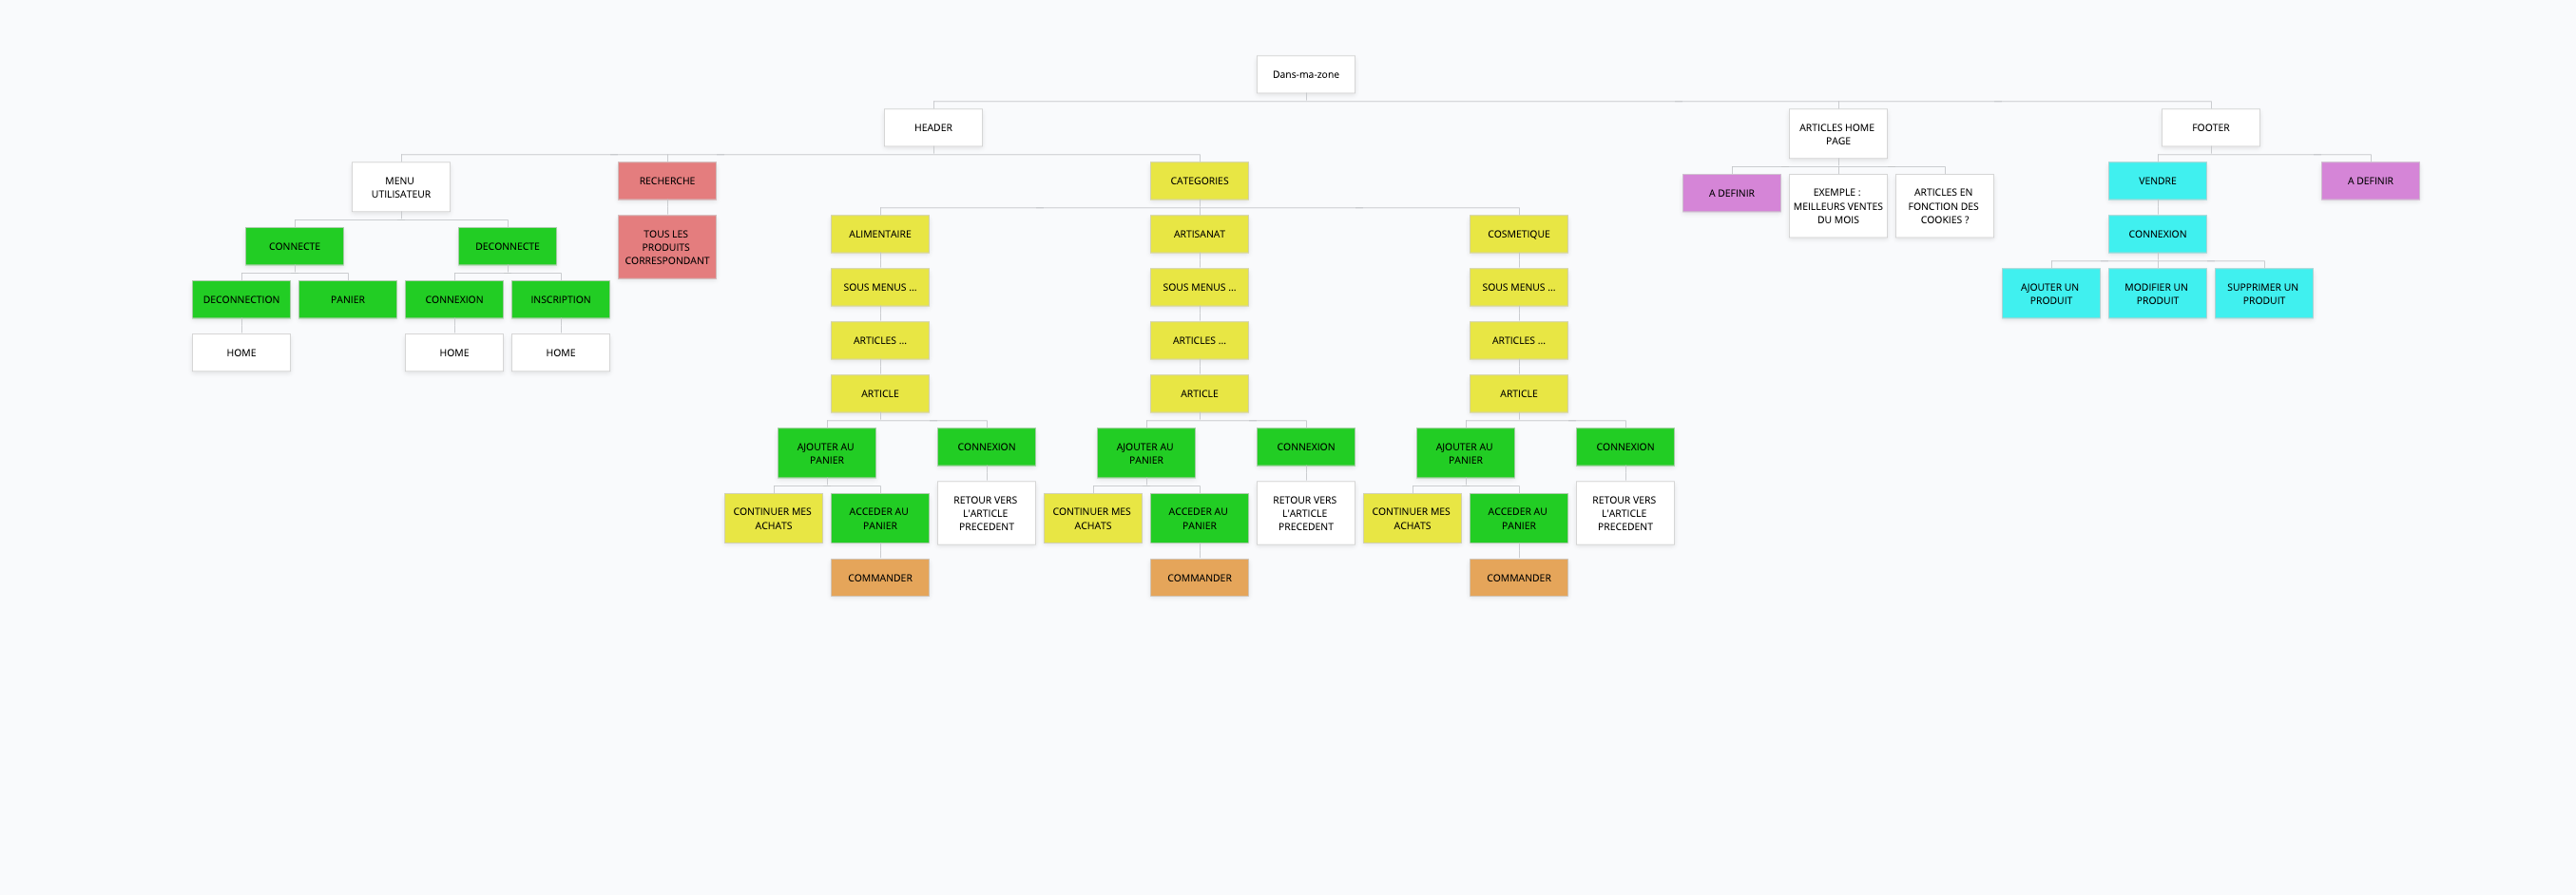 Dans-ma-zone
HEADER
ARTICLES HOME
PAGE
FOOTER
MENU
UTILISATEUR
RECHERCHE
CATEGORIES
A DEFINIR
EXEMPLE :
MEILLEURS VENTES
DU MOIS
ARTICLES EN
FONCTION DES
COOKIES ?
VENDRE
A DEFINIR
CONNECTE
DECONNECTE
TOUS LES
PRODUITS
CORRESPONDANT
ALIMENTAIRE
ARTISANAT
COSMETIQUE
CONNEXION
DECONNECTION
PANIER
CONNEXION
INSCRIPTION
SOUS MENUS ...
SOUS MENUS ...
SOUS MENUS ...
AJOUTER UN
PRODUIT
MODIFIER UN
PRODUIT
SUPPRIMER UN
PRODUIT
HOME
HOME
HOME
ARTICLES ...
ARTICLES ...
ARTICLES ...
ARTICLE
ARTICLE
ARTICLE
AJOUTER AU
PANIER
CONNEXION
AJOUTER AU
PANIER
CONNEXION
AJOUTER AU
PANIER
CONNEXION
CONTINUER MES
ACHATS
ACCEDER AU
PANIER
RETOUR VERS
L'ARTICLE
PRECEDENT
CONTINUER MES
ACHATS
ACCEDER AU
PANIER
RETOUR VERS
L'ARTICLE
PRECEDENT
CONTINUER MES
ACHATS
ACCEDER AU
PANIER
RETOUR VERS
L'ARTICLE
PRECEDENT
COMMANDER
COMMANDER
COMMANDER